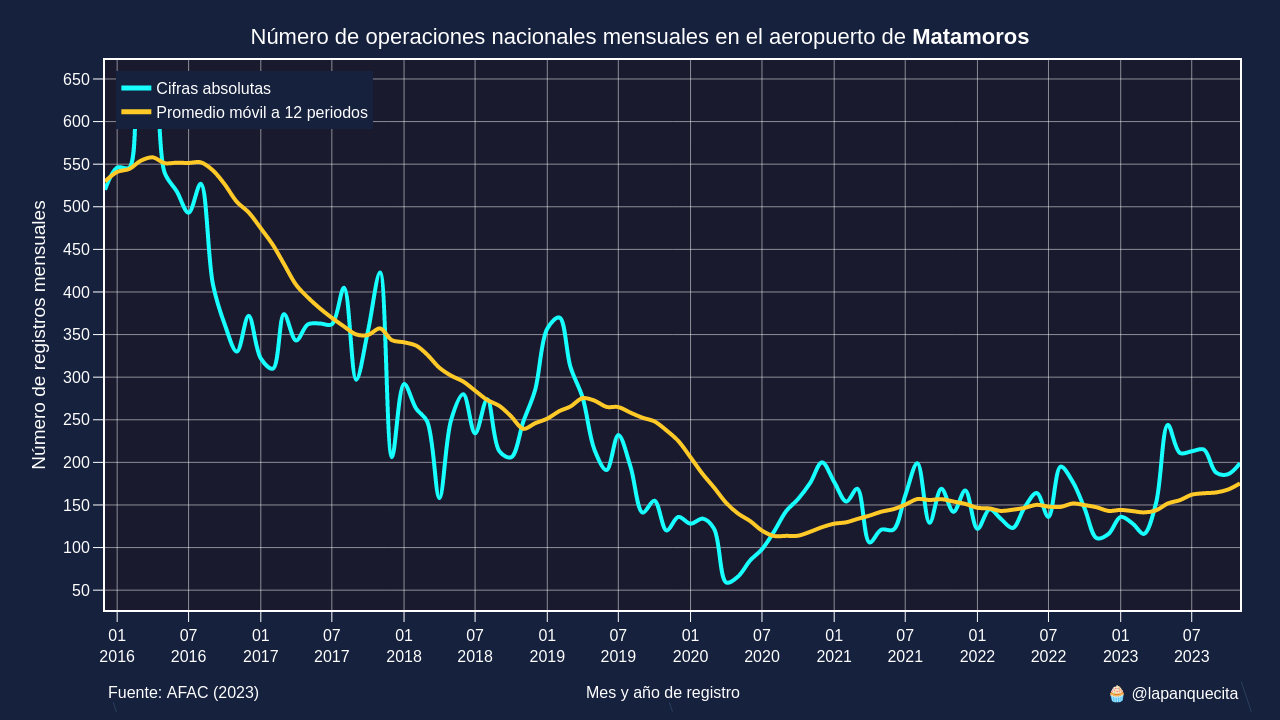 Número de operaciones nacionales mensuales en el aeropuerto de Matamoros
Cifras absolutas
Promedio móvil a 12 periodos
Número de registros mensuales
650
600
550
500
450
400
350
300
250
200
150
100
50
01 07 01 07 01 07 01 07 01 07 01 07 01 07 01 07
2016 2016 2017 2017 2018 2018 2019 2019 2020 2020 2021 2021 2022 2022 2023 2023
Fuente: AFAC (2023)
Mes y año de registro
🧁 @lapanquecita